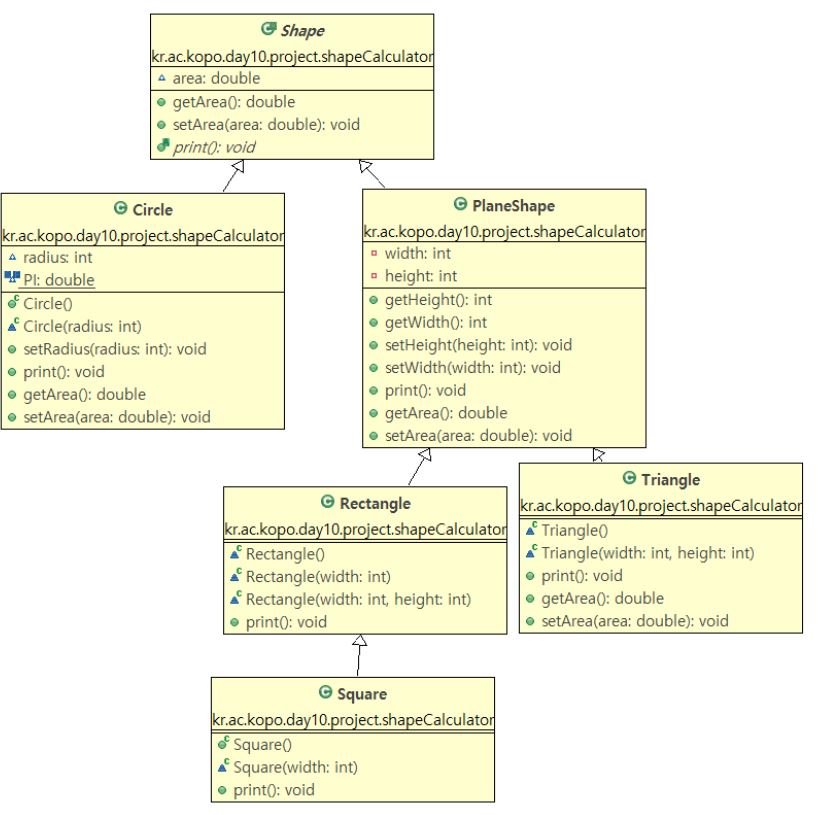 Shape
kr.ac.kopo.day10.project.shapeCalculator
area: double
getArea(): double
setArea(area: double): void
print(): void
Circle
kr.ac.kopo.day10.project.shapeCalculator
radius: int
PI: double
Circle()
Circle(radius: int)
setRadius(radius: int): void
print(): void
getArea(): double
setArea(area: double): void
PlaneShape
kr.ac.kopo.day10.project.shapeCalculator
width: int
height: int
getHeight(): int
getWidth(): int
setHeight(height: int): void
setWidth(width: int): void
print(): void
getArea(): double
setArea(area: double): void
Rectangle
kr.ac.kopo.day10.project.shapeCalculator
Rectangle()
Rectangle(width: int)
Rectangle(width: int, height: int)
print(): void
Triangle
kr.ac.kopo.day10.project.shapeCalculator
Triangle()
Triangle(width: int, height: int)
print(): void
getArea(): double
setArea(area: double): void
Square
kr.ac.kopo.day10.project.shapeCalculator
Square()
Square(width: int)
print(): void